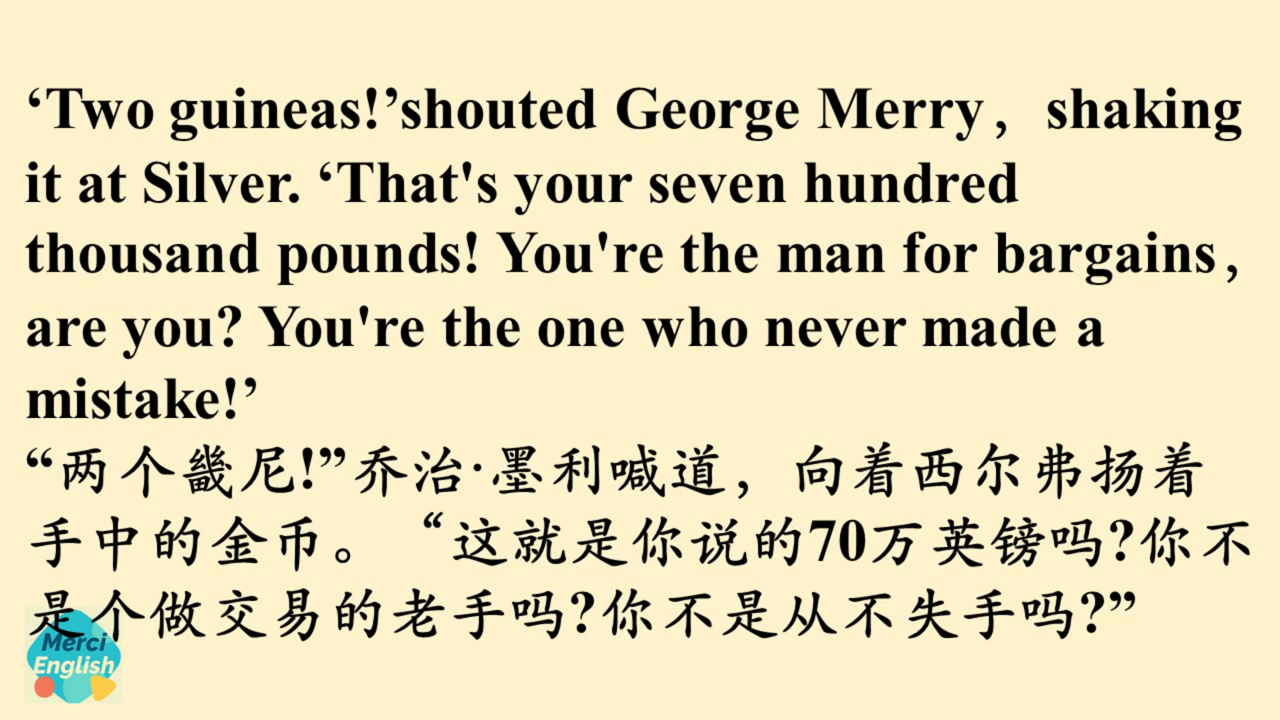 ‘Two guineas!’shouted George Merry，shaking
it at Silver. ‘That's your seven hundred
thousand pounds! You're the man for bargains，
are you? You're the one who never made a
mistake!’
“两个畿尼!”乔治·墨利喊道，向着西尔弗扬着
手中的金币。“这就是你说的70万英镑吗?你不
是个做交易的老手吗?你不是从不失手吗?”
Merci
English